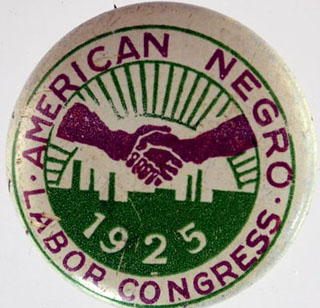 ·AMERICAN NEGRO·
LABOR CONGRESS
1925